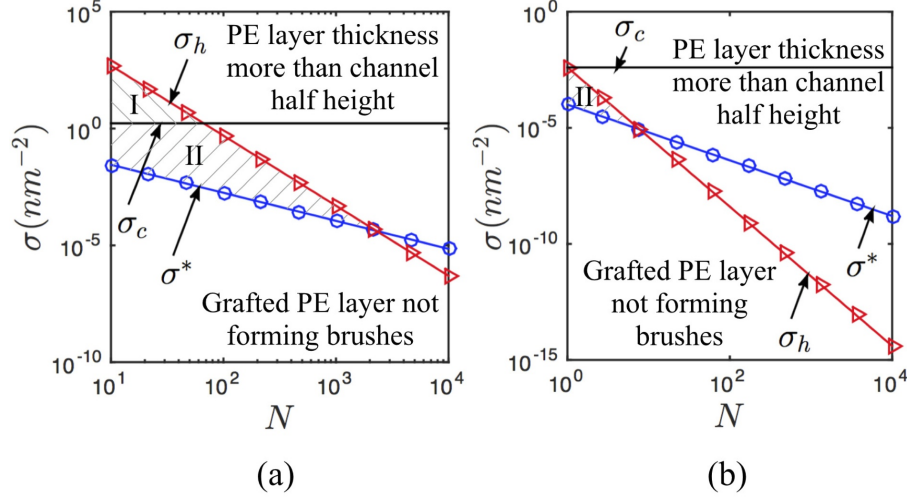 10^5
10^0
10^-5
10^-10
σ(nm^-2)
σ_h
PE layer thickness
more than channel
half height
I
II
σ_c
σ*
Grafted PE layer not
forming brushes
10^1
10^2
10^3
10^4
N
(a)
10^0
10^-5
10^-10
10^-15
σ(nm^-2)
σ_c
PE layer thickness
more than channel
half height
II
Grafted PE layer
not forming
brushes
σ*
σ_h
10^0
10^2
10^4
N
(b)